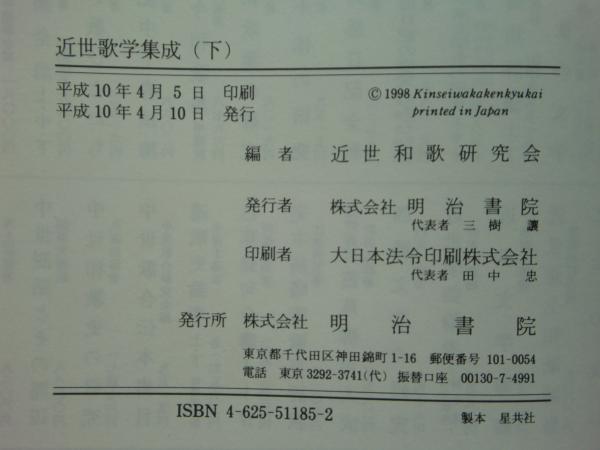 近世歌学集成（下）
平成10年4月5日 印刷
平成10年4月10日 発行
© 1998 Kinseiwakakenkyukai
printed in Japan
編者 近世和歌研究会
発行者 株式会社 明治書院
代表者 三樹 讓
印刷者 大日本法令印刷株式会社
代表者 田中 忠
発行所 株式会社 明治書院
東京都千代田区神田錦町1-16 郵便番号 101-0054
電話 東京3292-3741(代) 振替口座 00130-7-4991
ISBN 4-625-51185-2
製本 星共社